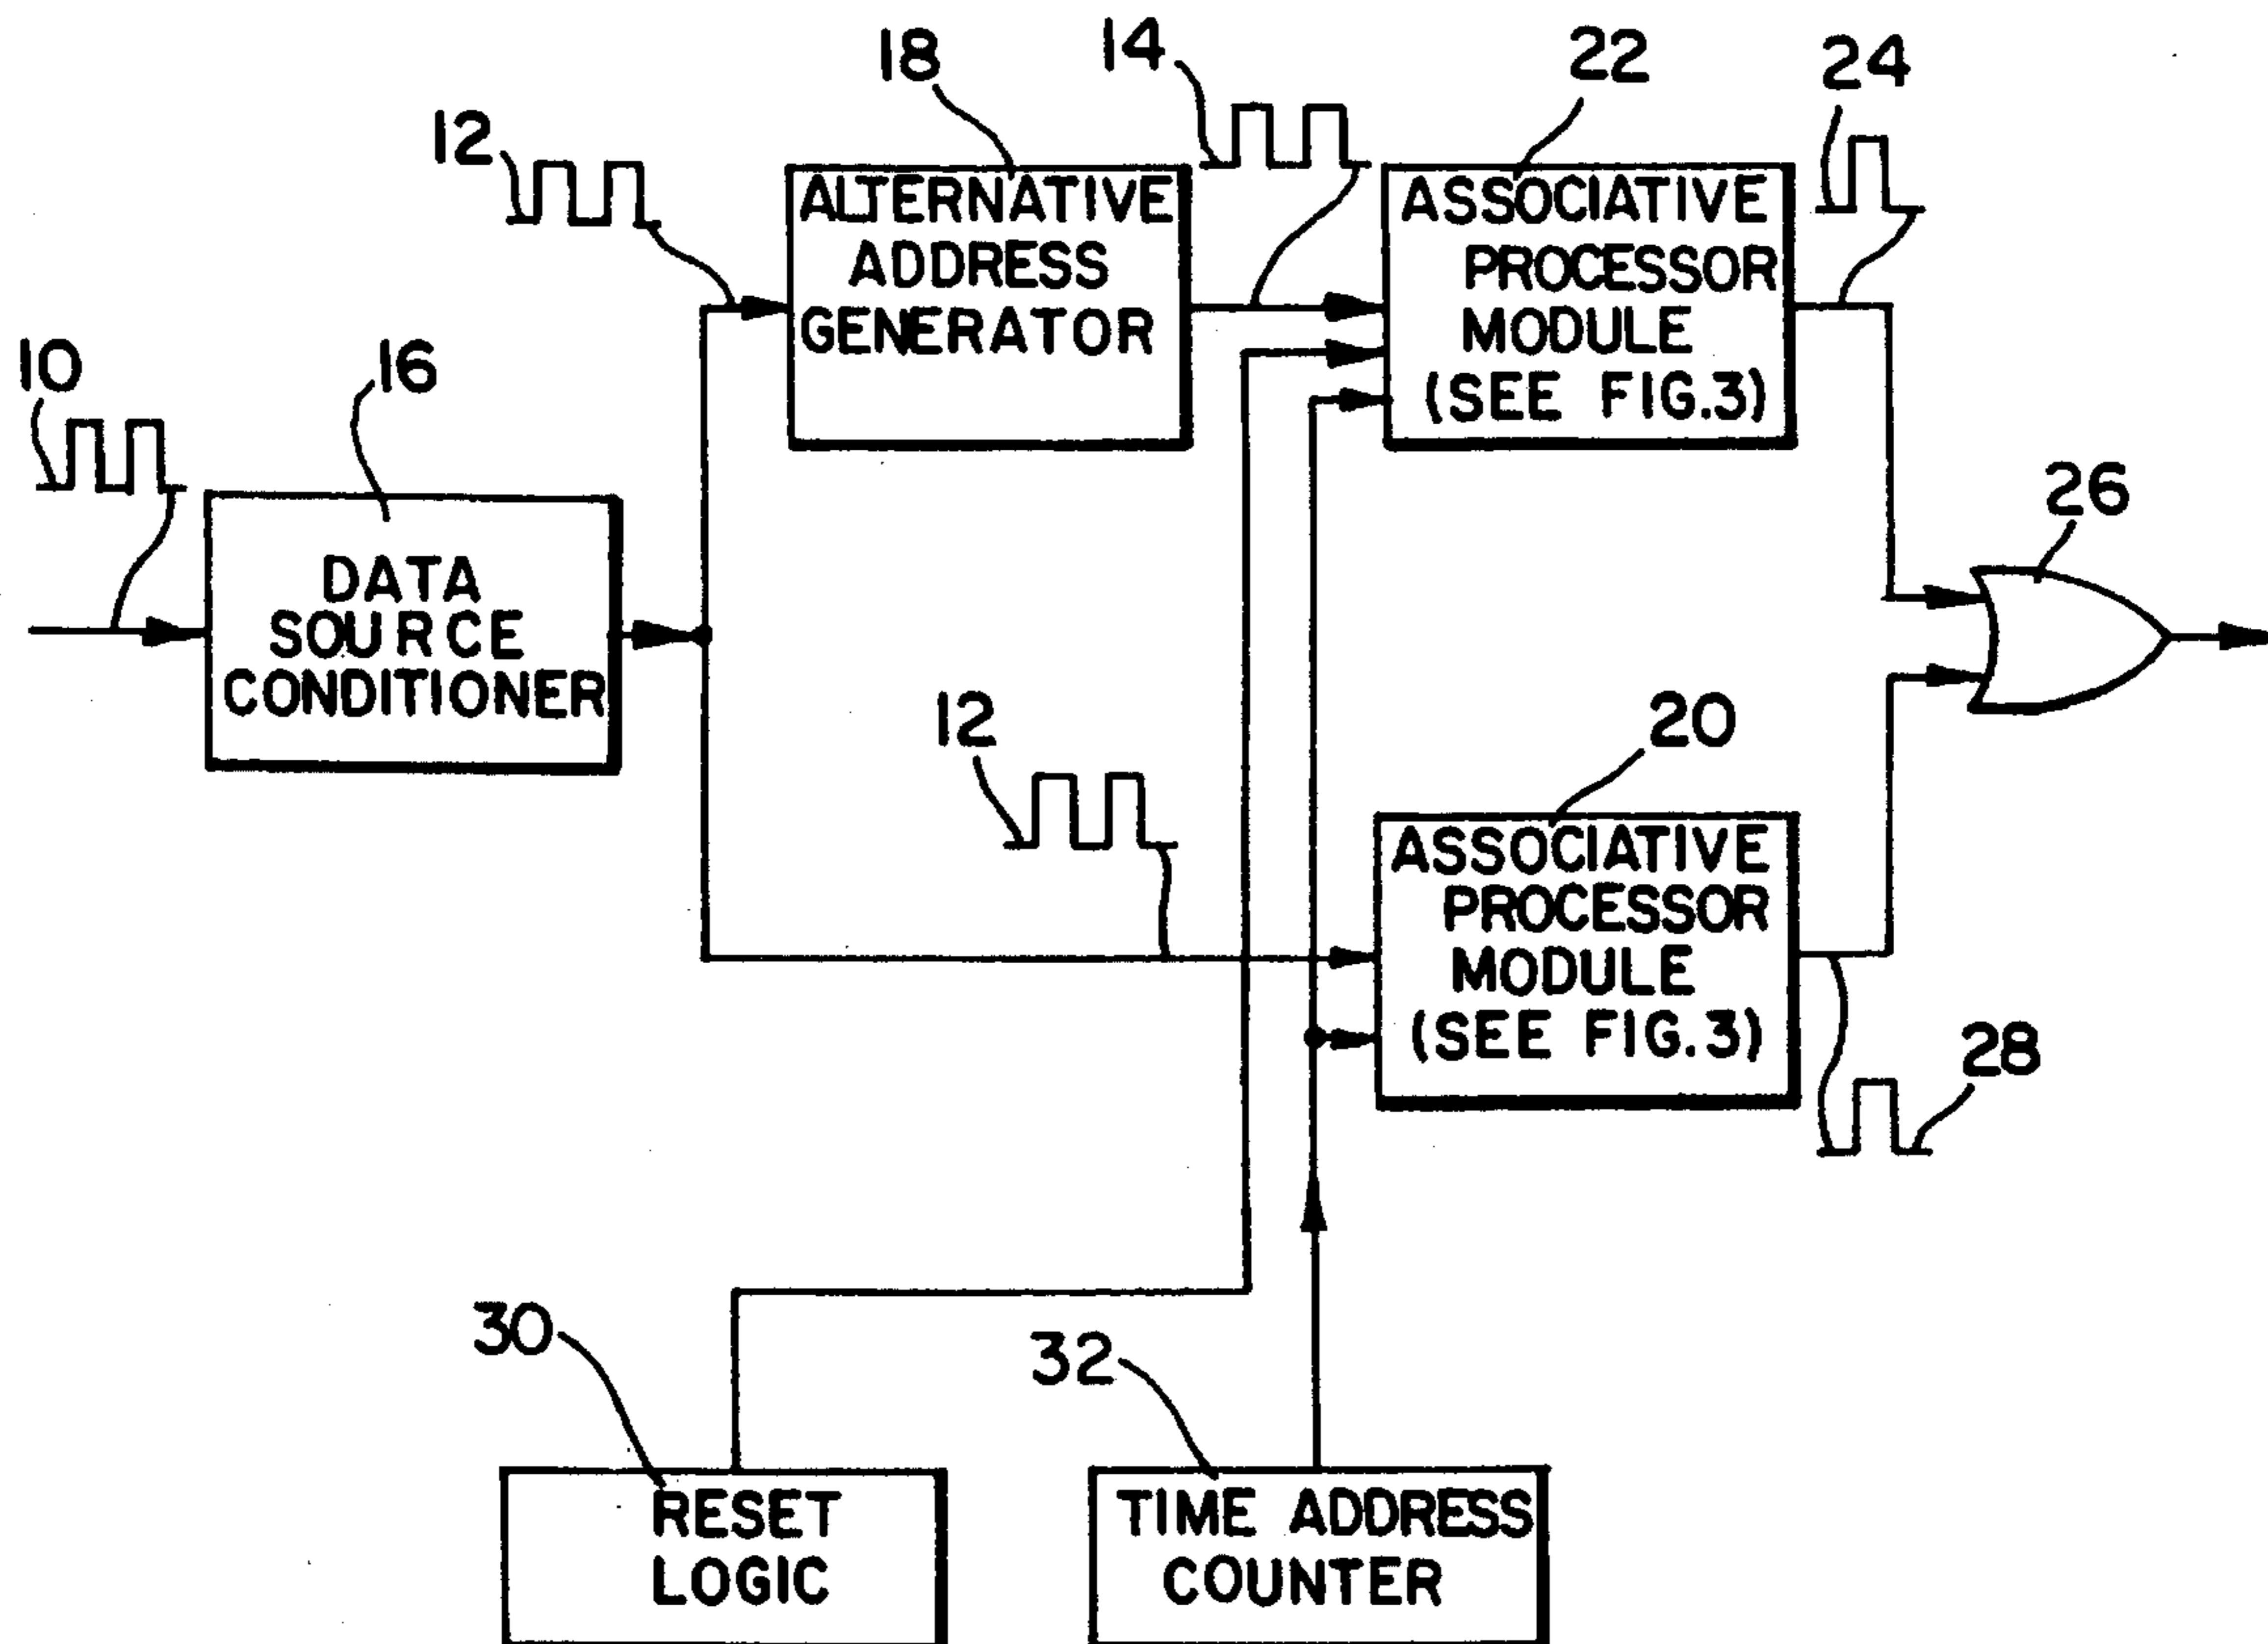 18
14
22
24
12
ALTERNATIVE
ADDRESS
GENERATOR
ASSOCIATIVE
PROCESSOR
MODULE
(SEE FIG.3)
10
16
DATA
SOURCE
CONDITIONER
26
12
20
ASSOCIATIVE
PROCESSOR
MODULE
(SEE FIG.3)
28
30
32
RESET
LOGIC
TIME ADDRESS
COUNTER